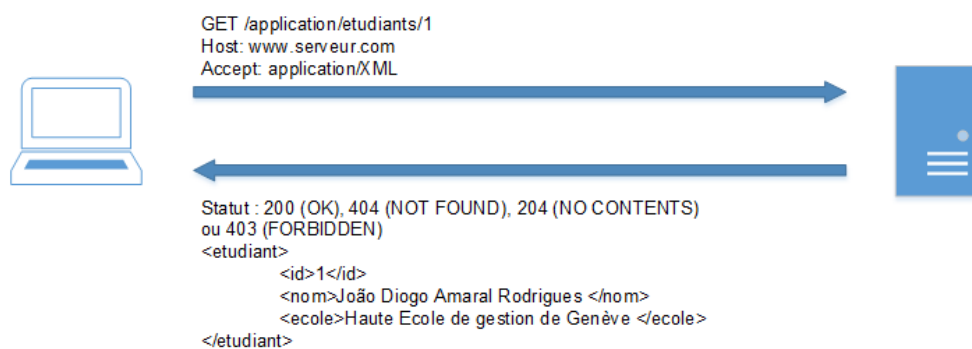 GET /application/etudiants/1
Host: www.serveur.com
Accept: application/XML
Statut : 200 (OK), 404 (NOT FOUND), 204 (NO CONTENTS)
ou 403 (FORBIDDEN)
<etudiant>
<id>1</id>
<nom>João Diogo Amaral Rodrigues </nom>
<ecole>Haute Ecole de gestion de Genève </ecole>
</etudiant>